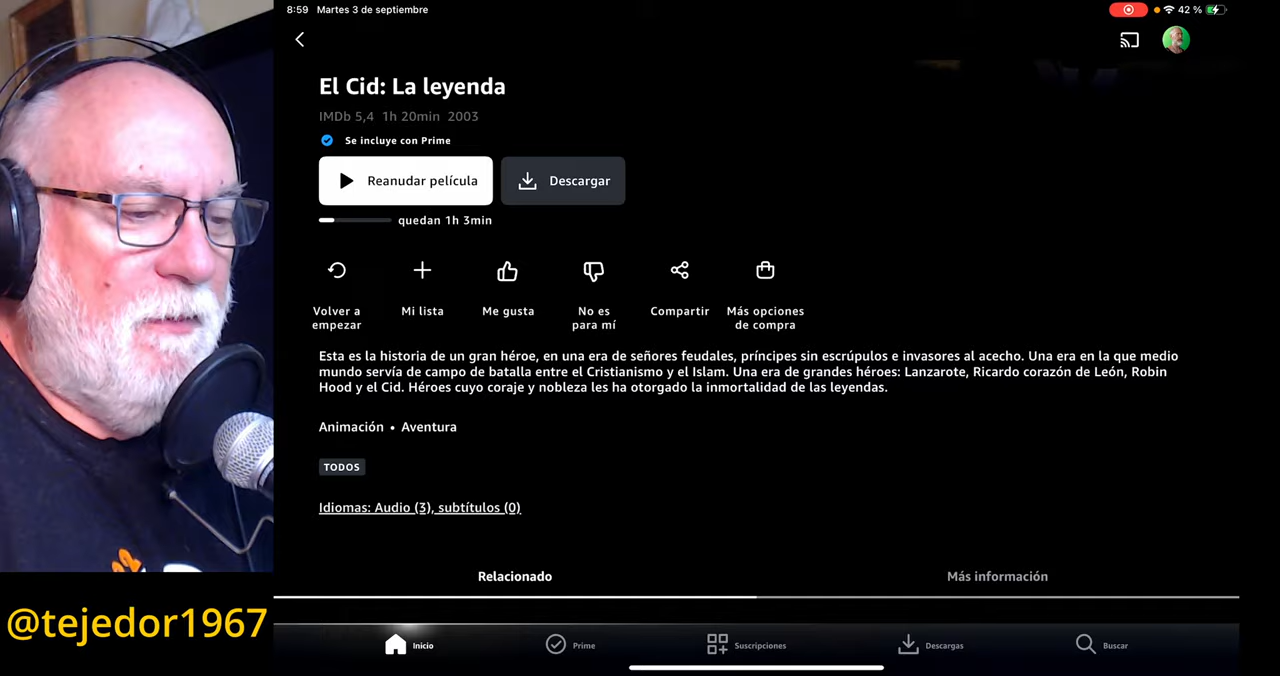 8:59 Martes 3 de septiembre
42 %
El Cid: La leyenda
IMDb 5,4 1h 20min 2003
Se incluye con Prime
Reanudar película
Descargar
quedan 1h 3min
Volver a
empezar
Mi lista
Me gusta
No es
para mí
Compartir
Más opciones
de compra
Esta es la historia de un gran héroe, en una era de señores feudales, príncipes sin escrúpulos e invasores al acecho. Una era en la que medio
mundo servía de campo de batalla entre el Cristianismo y el Islam. Una era de grandes héroes: Lanzarote, Ricardo corazón de León, Robin
Hood y el Cid. Héroes cuyo coraje y nobleza les ha otorgado la inmortalidad de las leyendas.
Animación • Aventura
TODOS
Idiomas: Audio (3), subtítulos (0)
Relacionado
Más información
@tejedor1967
Inicio
Prime
Suscripciones
Descargas
Buscar